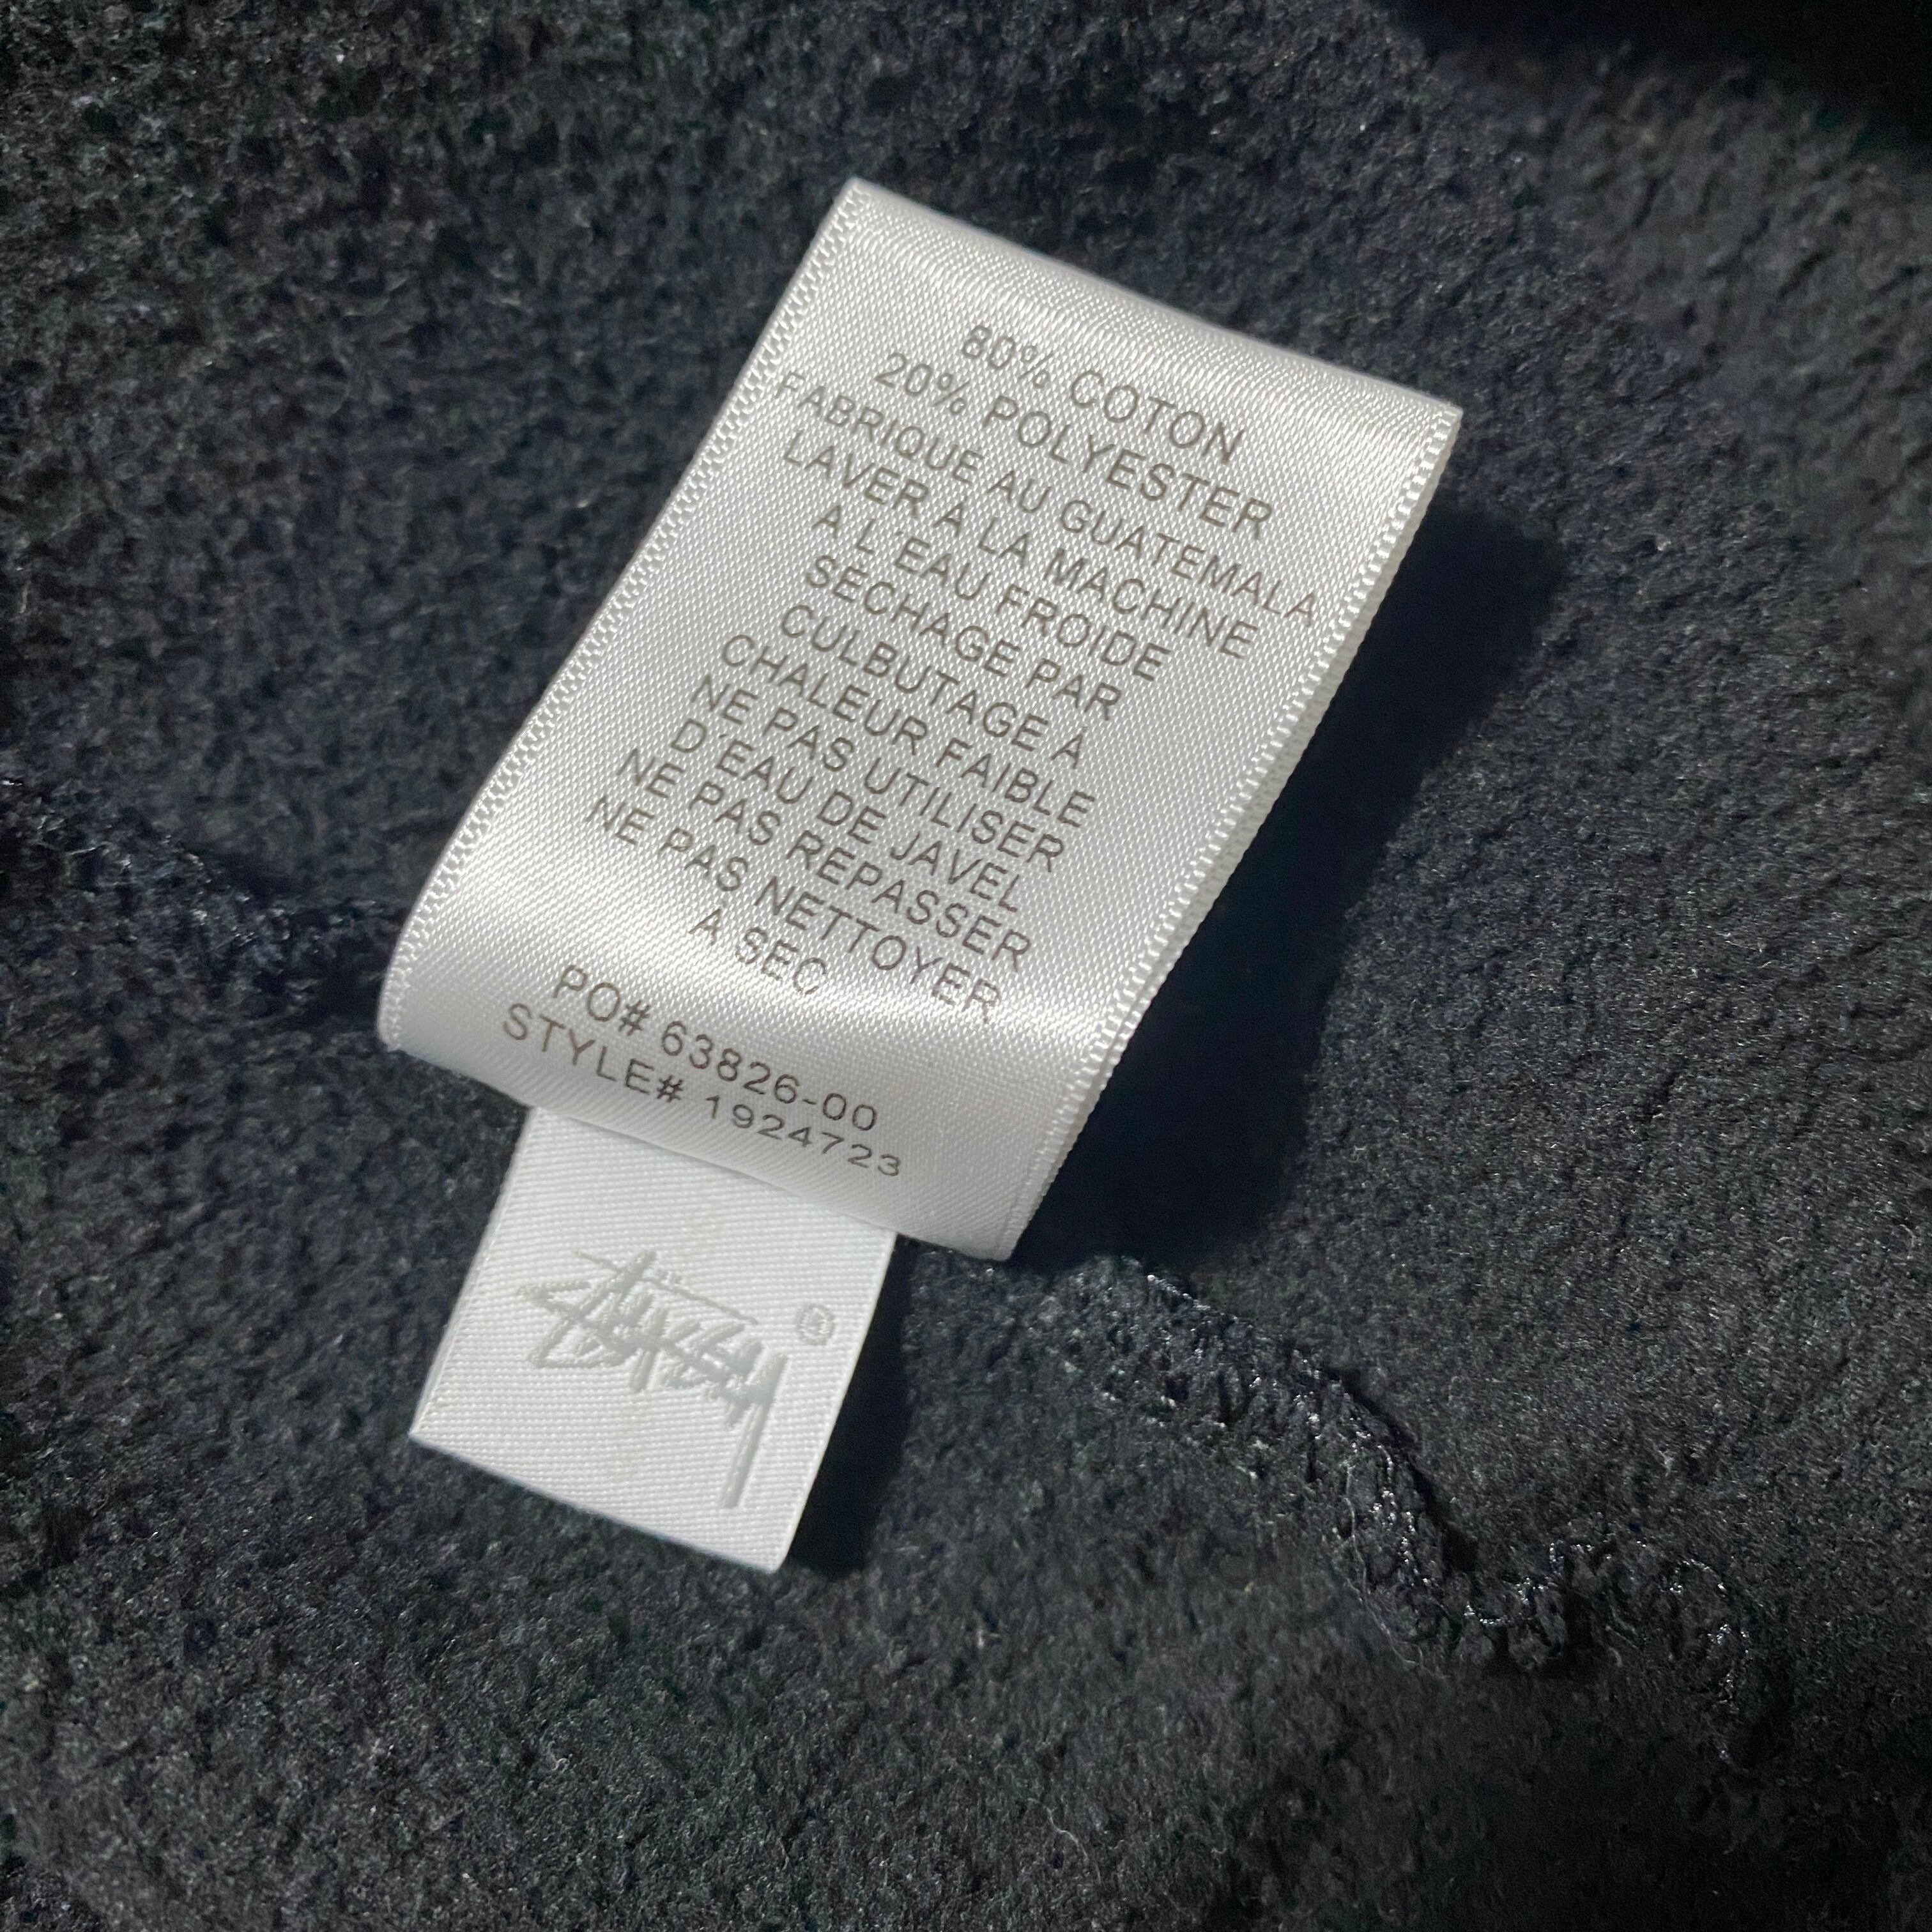 80% COTON
20% POLYESTER
FABRIQUE AU GUATEMALA
LAVER À LA MACHINE
A L'EAU FROIDE
SECHAGE PAR
CULBUTAGE À
CHALEUR FAIBLE
NE PAS UTILISER
D'EAU DE JAVEL
NE PAS REPASSER
NE PAS NETTOYER
À SEC
PO# 63826-00
STYLE# 1924723
Stüssy ®